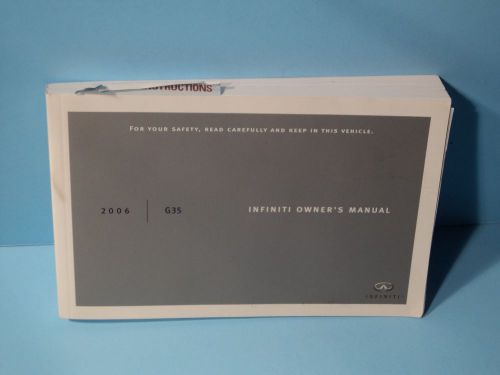 INSTRUCTIONS
FOR YOUR SAFETY, READ CAREFULLY AND KEEP IN THIS VEHICLE.
2006 | G35 INFINITI OWNER'S MANUAL
INFINITI